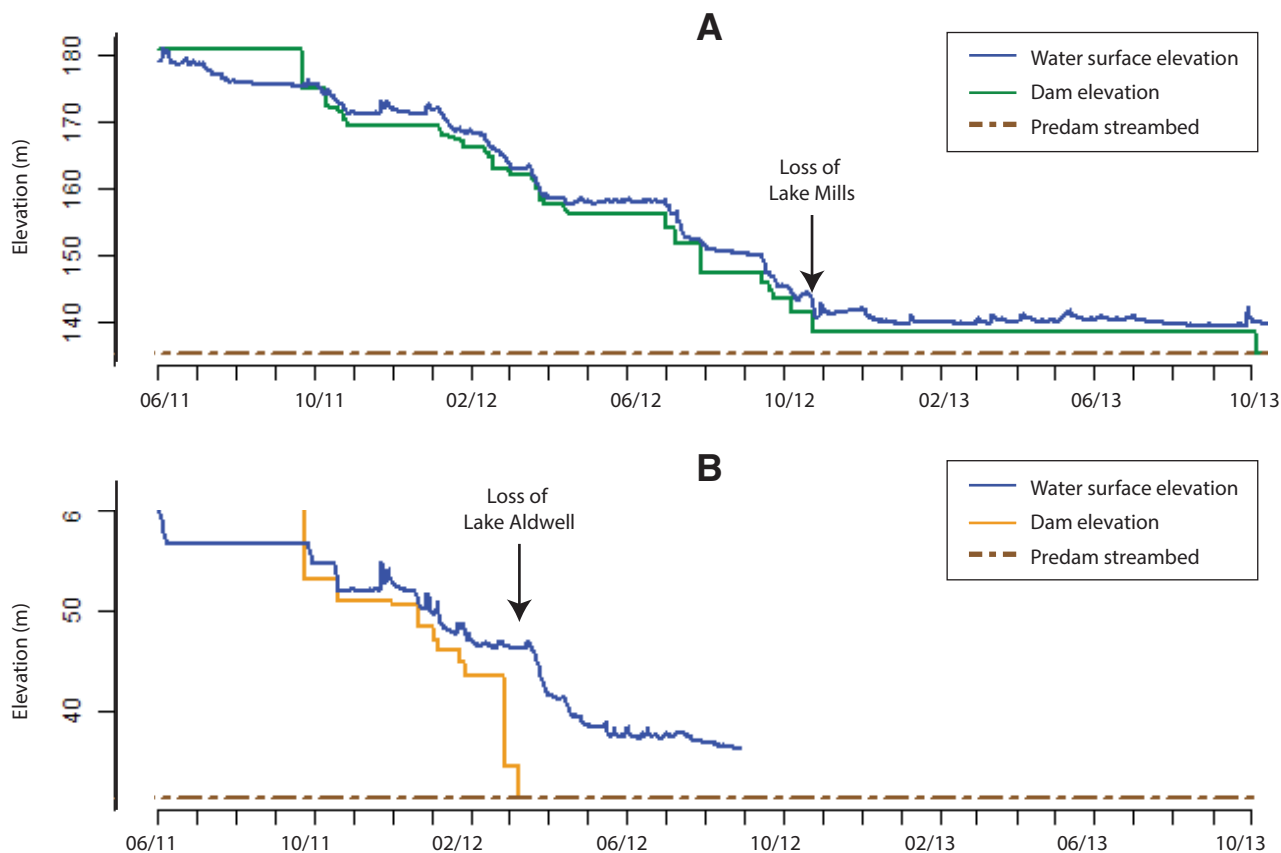 A
Water surface elevation
Dam elevation
Predam streambed
Loss of
Lake Mills
Elevation (m)
180
170
160
150
140
06/11
10/11
02/12
06/12
10/12
02/13
06/13
10/13
B
Water surface elevation
Dam elevation
Predam streambed
Loss of
Lake Aldwell
Elevation (m)
6
50
40
06/11
10/11
02/12
06/12
10/12
02/13
06/13
10/13